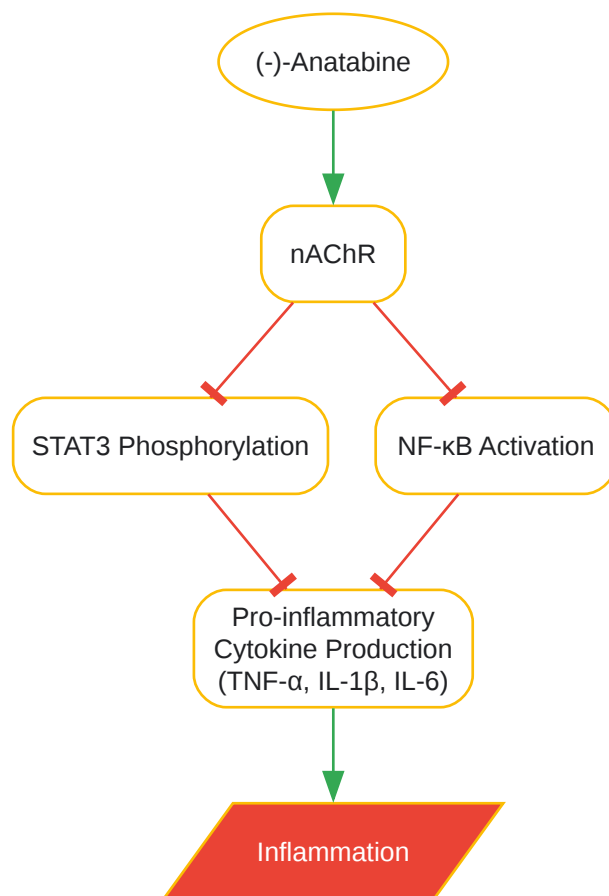 (-)-Anatabine
nAChR
STAT3 Phosphorylation
NF-κB Activation
Pro-inflammatory
Cytokine Production
(TNF-α, IL-1β, IL-6)
Inflammation